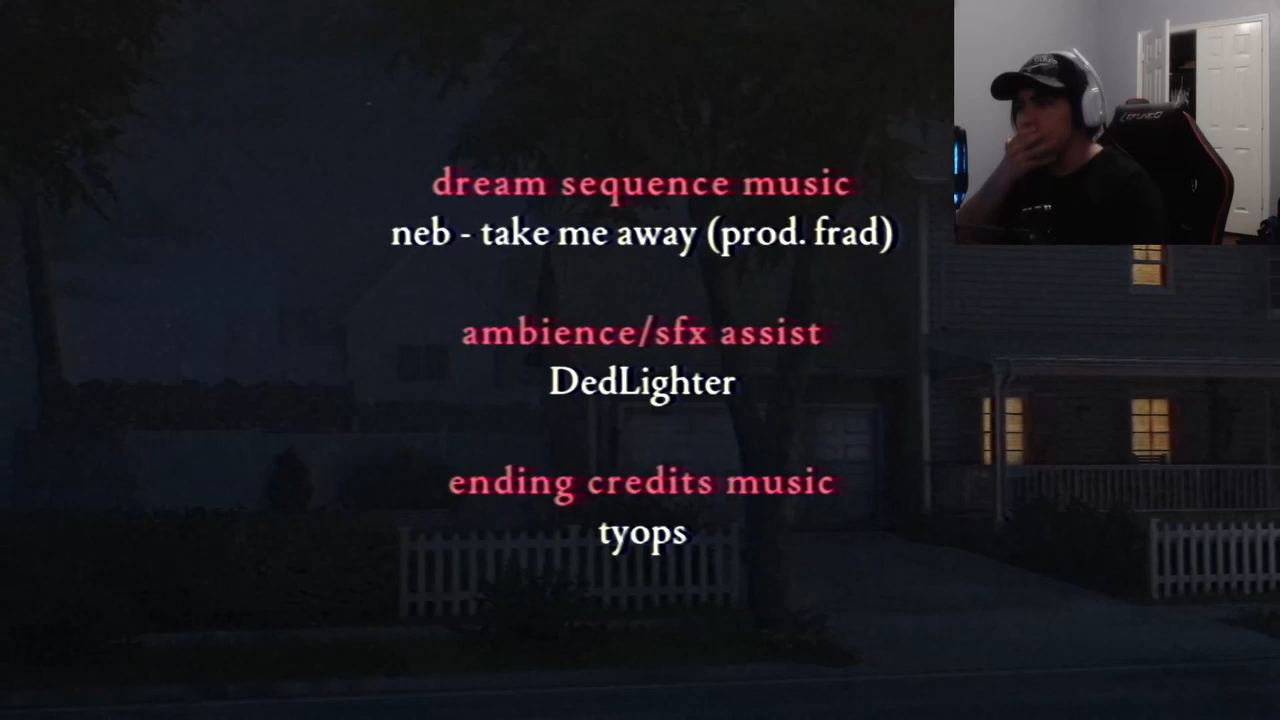 dream sequence music
neb - take me away (prod. frad)
ambience/sfx assist
DedLighter
ending credits music
tyops